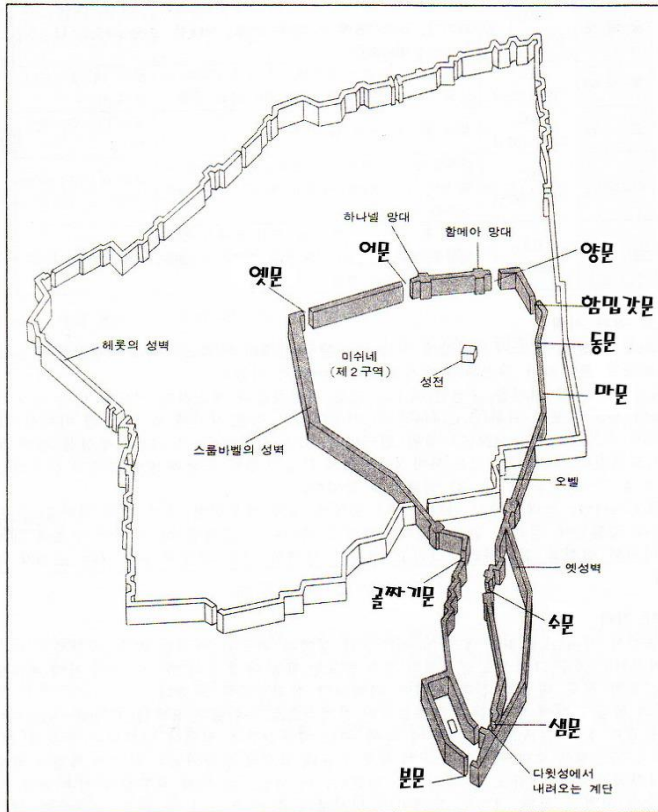 하나넬 망대
함메아 망대
어문
양문
옛문
함밉갓문
동문
헤롯의 성벽
미쉬네
(제2구역)
성전
마문
스룹바벨의 성벽
오벨
옛성벽
골짜기문
수문
샘문
분문
다윗성에서
내려오는 계단